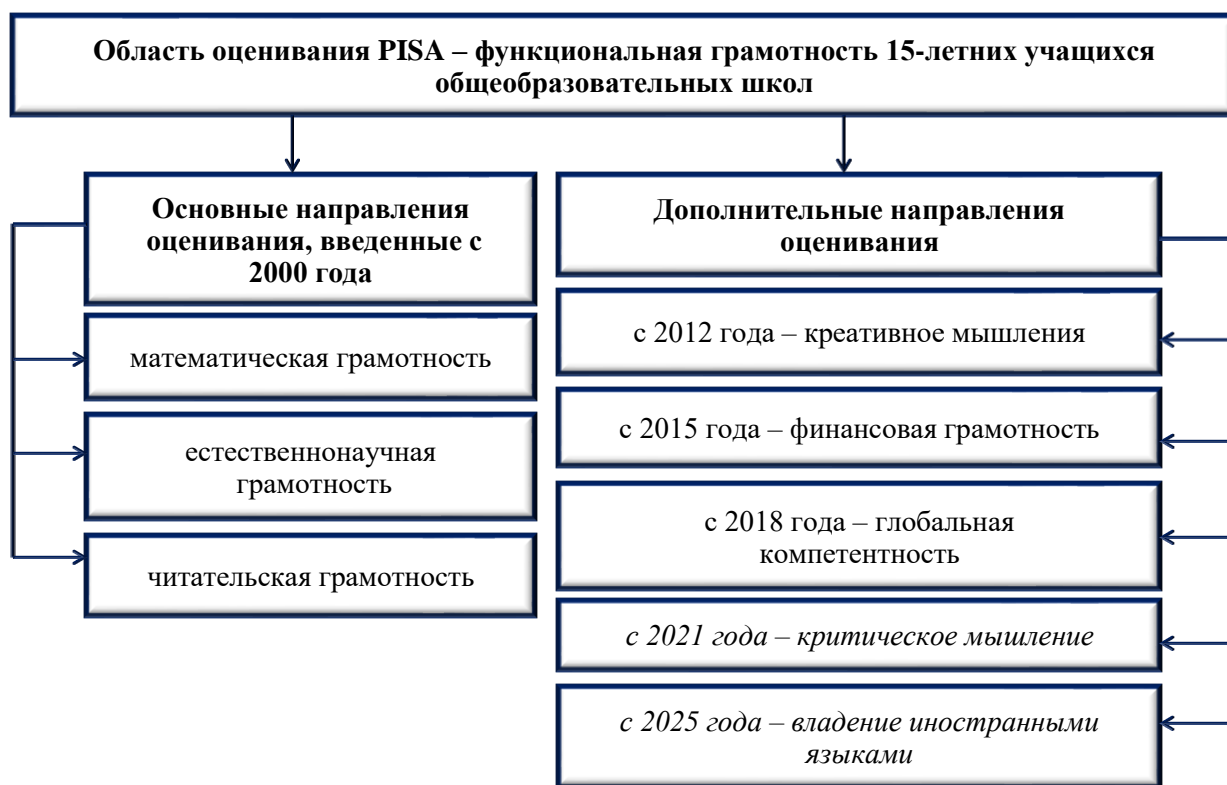 Область оценивания PISA – функциональная грамотность 15-летних учащихся
общеобразовательных школ
Основные направления
оценивания, введенные с
2000 года
математическая грамотность
естественнонаучная
грамотность
читательская грамотность
Дополнительные направления
оценивания
с 2012 года – креативное мышления
с 2015 года – финансовая грамотность
с 2018 года – глобальная
компетентность
с 2021 года – критическое мышление
с 2025 года – владение иностранными
языками